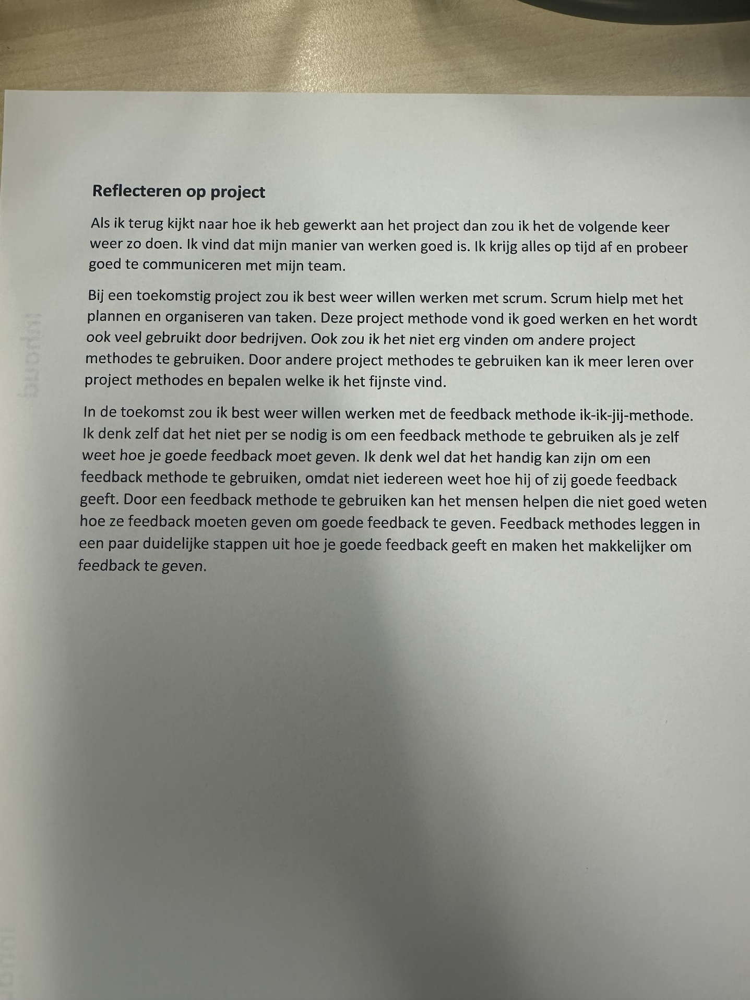 Reflecteren op project
Als ik terug kijkt naar hoe ik heb gewerkt aan het project dan zou ik het de volgende keer
weer zo doen. Ik vind dat mijn manier van werken goed is. Ik krijg alles op tijd af en probeer
goed te communiceren met mijn team.
Bij een toekomstig project zou ik best weer willen werken met scrum. Scrum hielp met het
plannen en organiseren van taken. Deze project methode vond ik goed werken en het wordt
ook veel gebruikt door bedrijven. Ook zou ik het niet erg vinden om andere project
methodes te gebruiken. Door andere project methodes te gebruiken kan ik meer leren over
project methodes en bepalen welke ik het fijnste vind.
In de toekomst zou ik best weer willen werken met de feedback methode ik-ik-jij-methode.
Ik denk zelf dat het niet per se nodig is om een feedback methode te gebruiken als je zelf
weet hoe je goede feedback moet geven. Ik denk wel dat het handig kan zijn om een
feedback methode te gebruiken, omdat niet iedereen weet hoe hij of zij goede feedback
geeft. Door een feedback methode te gebruiken kan het mensen helpen die niet goed weten
hoe ze feedback moeten geven om goede feedback te geven. Feedback methodes leggen in
een paar duidelijke stappen uit hoe je goede feedback geeft en maken het makkelijker om
feedback te geven.